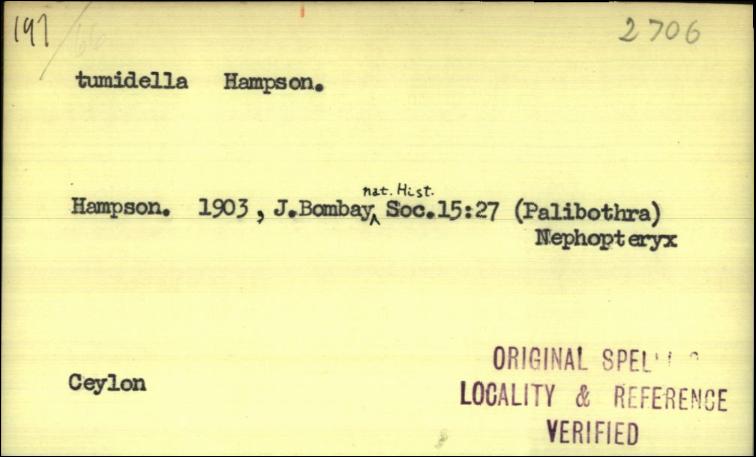 197 2706
tumidella Hampson.
nat. Hist.
Hampson. 1903, J.Bombay ^ Soc.15:27 (Palibothra)
Nephopteryx
ORIGINAL
Ceylon
LOCALITY & REFERENCE
VERIFIED